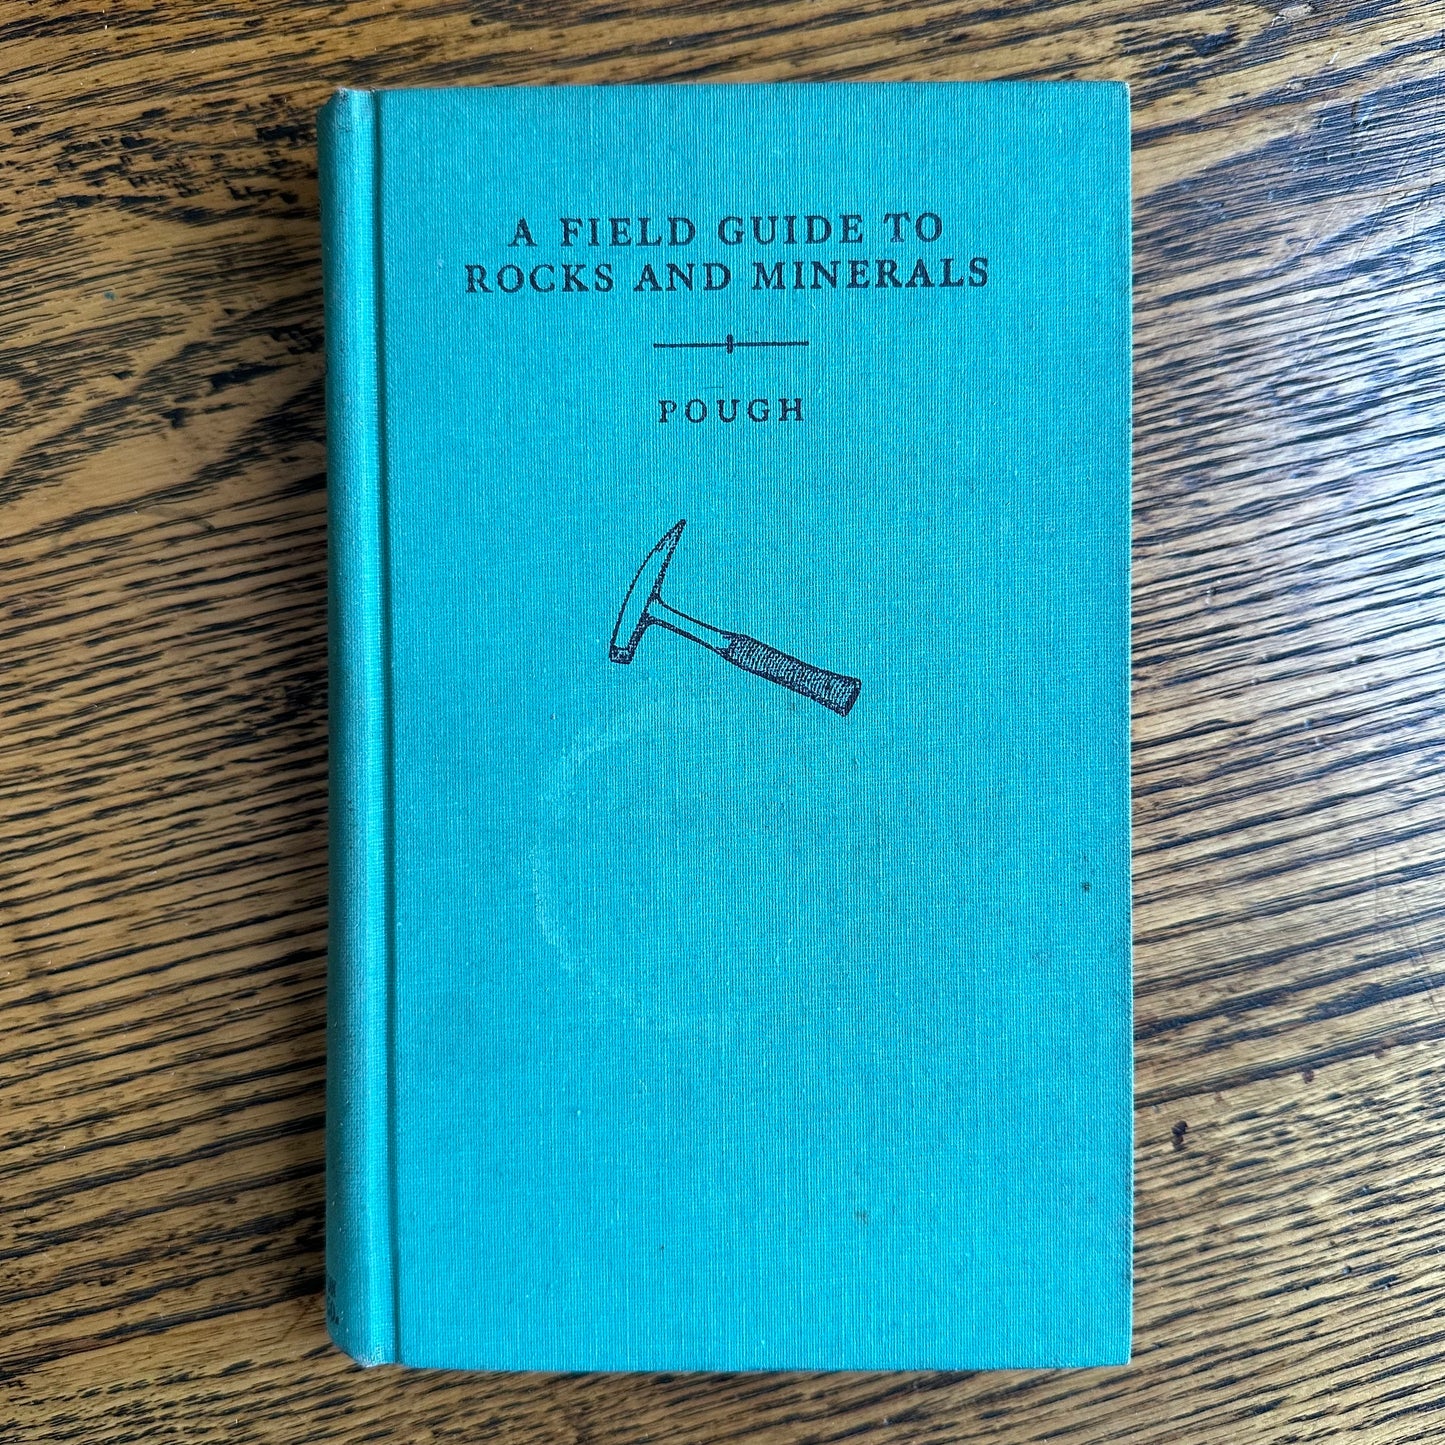 A FIELD GUIDE TO
ROCKS AND MINERALS
POUGH